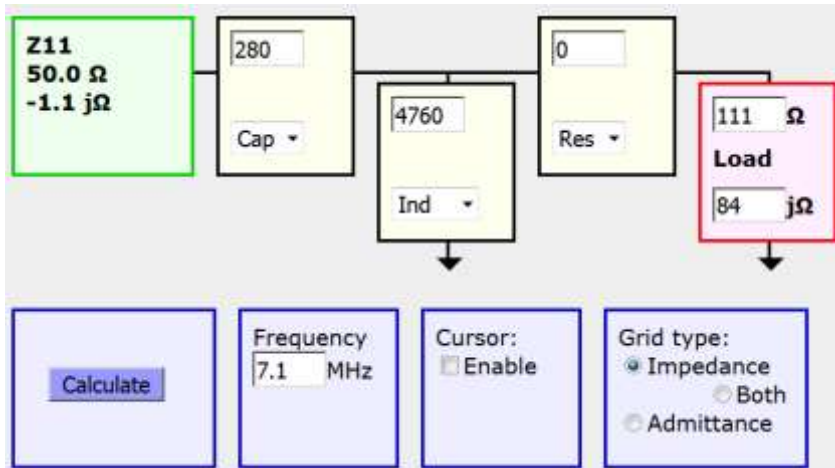 Z11
50.0 Ω
-1.1 jΩ
280
Cap
4760
Ind
0
Res
111 Ω
Load
84 jΩ
Calculate
Frequency
7.1 MHz
Cursor:
Enable
Grid type:
Impedance
Both
Admittance